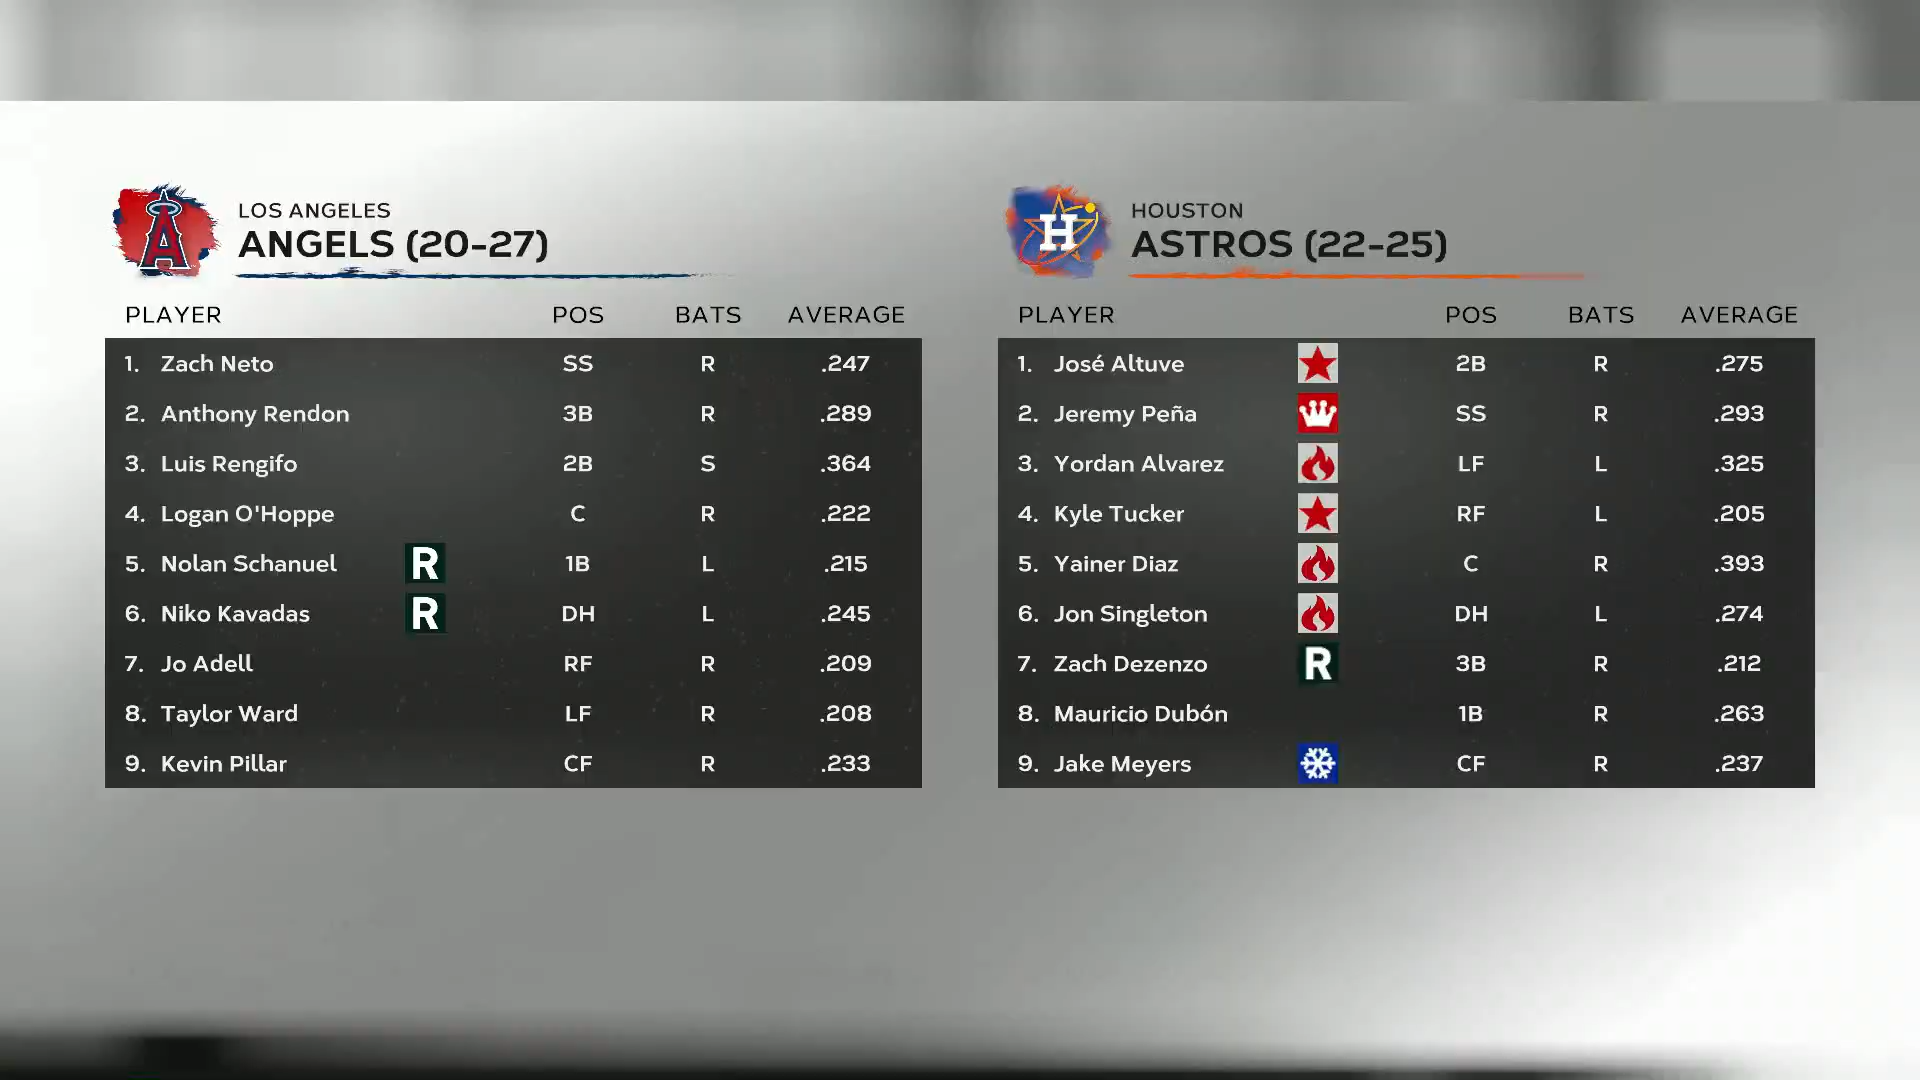 LOS ANGELES
ANGELS (20-27)
PLAYER POS BATS AVERAGE
1. Zach Neto SS R .247
2. Anthony Rendon 3B R .289
3. Luis Rengifo 2B S .364
4. Logan O'Hoppe C R .222
5. Nolan Schanuel R 1B L .215
6. Niko Kavadas R DH L .245
7. Jo Adell RF R .209
8. Taylor Ward LF R .208
9. Kevin Pillar CF R .233
HOUSTON
ASTROS (22-25)
PLAYER POS BATS AVERAGE
1. José Altuve 2B R .275
2. Jeremy Peña SS R .293
3. Yordan Alvarez LF L .325
4. Kyle Tucker RF L .205
5. Yainer Diaz C R .393
6. Jon Singleton DH L .274
7. Zach Dezenzo R 3B R .212
8. Mauricio Dubón 1B R .263
9. Jake Meyers CF R .237